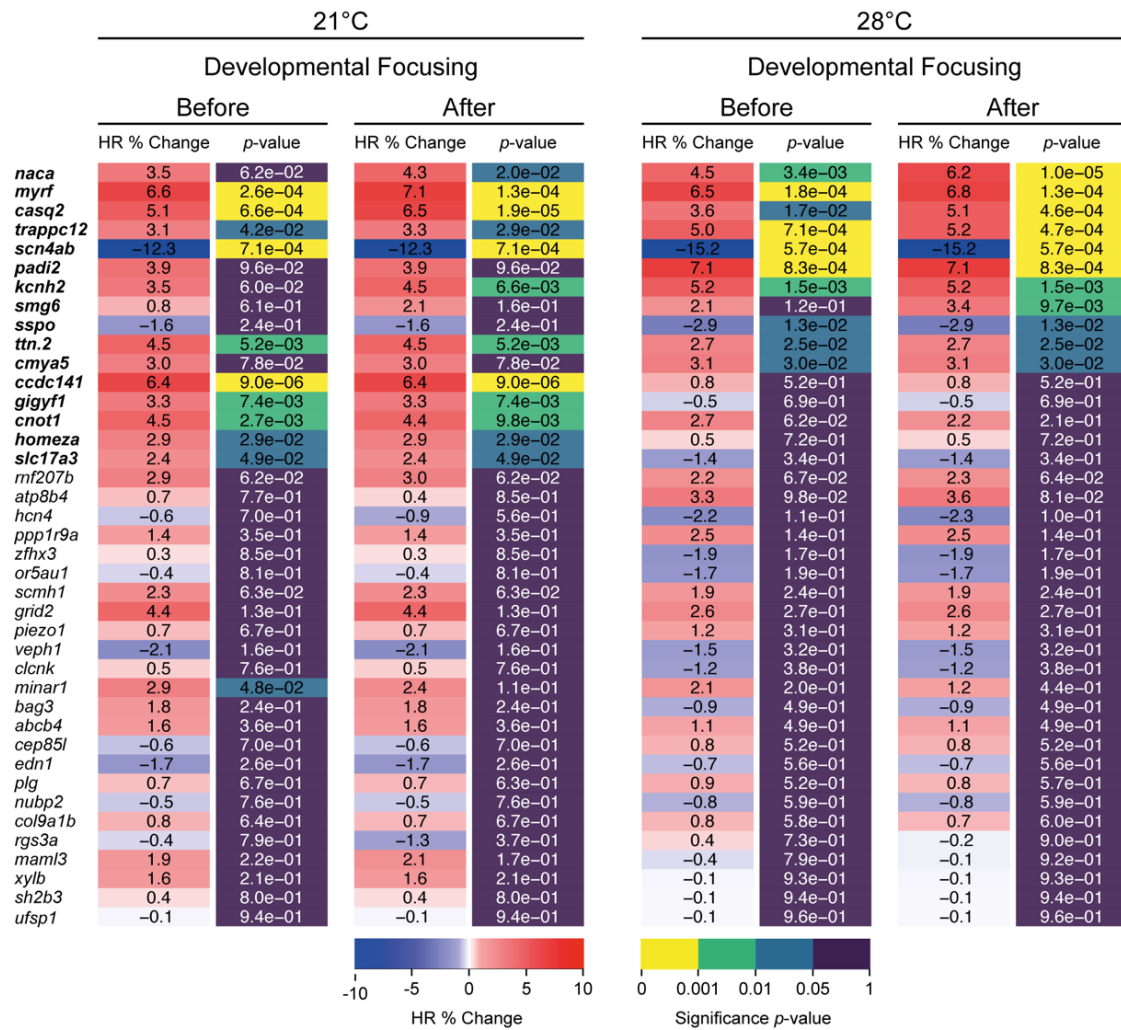 21°C 28°C
Developmental Focusing Developmental Focusing
Before After Before After
HR % Change p-value HR % Change p-value HR % Change p-value HR % Change p-value
naca 3.5 6.2e−02 4.3 2.0e−02 4.5 3.4e−03 6.2 1.0e−05
myrf 6.6 2.6e−04 7.1 1.3e−04 6.5 1.8e−04 6.8 1.3e−04
casq2 5.1 6.6e−04 6.5 1.9e−05 3.6 1.7e−02 5.1 4.6e−04
trappc12 3.1 4.2e−02 3.3 2.9e−02 5.0 7.1e−04 5.2 4.7e−04
scn4ab −12.3 7.1e−04 −12.3 7.1e−04 −15.2 5.7e−04 −15.2 5.7e−04
padi2 3.9 9.6e−02 3.9 9.6e−02 7.1 8.3e−04 7.1 8.3e−04
kcnh2 3.5 6.0e−02 4.5 6.6e−03 5.2 1.5e−03 5.2 1.5e−03
smg6 0.8 6.1e−01 2.1 1.6e−01 2.1 1.2e−01 3.4 9.7e−03
sspo −1.6 2.4e−01 −1.6 2.4e−01 −2.9 1.3e−02 −2.9 1.3e−02
ttn.2 4.5 5.2e−03 4.5 5.2e−03 2.7 2.5e−02 2.7 2.5e−02
cmya5 3.0 7.8e−02 3.0 7.8e−02 3.1 3.0e−02 3.1 3.0e−02
ccdc141 6.4 9.0e−06 6.4 9.0e−06 0.8 5.2e−01 0.8 5.2e−01
gigyf1 3.3 7.4e−03 3.3 7.4e−03 −0.5 6.9e−01 −0.5 6.9e−01
cnot1 4.5 2.7e−03 4.4 9.8e−03 2.7 6.2e−02 2.2 2.1e−01
homeza 2.9 2.9e−02 2.9 2.9e−02 0.5 7.2e−01 0.5 7.2e−01
slc17a3 2.4 4.9e−02 2.4 4.9e−02 −1.4 3.4e−01 −1.4 3.4e−01
rnf207b 2.9 6.2e−02 3.0 6.2e−02 2.2 6.7e−02 2.3 6.4e−02
atp8b4 0.7 7.7e−01 0.4 8.5e−01 3.3 9.8e−02 3.6 8.1e−02
hcn4 −0.6 7.0e−01 −0.9 5.6e−01 −2.2 1.1e−01 −2.3 1.0e−01
ppp1r9a 1.4 3.5e−01 1.4 3.5e−01 2.5 1.4e−01 2.5 1.4e−01
zfhx3 0.3 8.5e−01 0.3 8.5e−01 −1.9 1.7e−01 −1.9 1.7e−01
or5au1 −0.4 8.1e−01 −0.4 8.1e−01 −1.7 1.9e−01 −1.7 1.9e−01
scmh1 2.3 6.3e−02 2.3 6.3e−02 1.9 2.4e−01 1.9 2.4e−01
grid2 4.4 1.3e−01 4.4 1.3e−01 2.6 2.7e−01 2.6 2.7e−01
piezo1 0.7 6.7e−01 0.7 6.7e−01 1.2 3.1e−01 1.2 3.1e−01
veph1 −2.1 1.6e−01 −2.1 1.6e−01 −1.5 3.2e−01 −1.5 3.2e−01
clcnk 0.5 7.6e−01 0.5 7.6e−01 −1.2 3.8e−01 −1.2 3.8e−01
minar1 2.9 4.8e−02 2.4 1.1e−01 2.1 2.0e−01 1.2 4.4e−01
bag3 1.8 2.4e−01 1.8 2.4e−01 −0.9 4.9e−01 −0.9 4.9e−01
abcb4 1.6 3.6e−01 1.6 3.6e−01 1.1 4.9e−01 1.1 4.9e−01
cep85l −0.6 7.0e−01 −0.6 7.0e−01 0.8 5.2e−01 0.8 5.2e−01
edn1 −1.7 2.6e−01 −1.7 2.6e−01 −0.7 5.6e−01 −0.7 5.6e−01
plg 0.7 6.7e−01 0.7 6.3e−01 0.9 5.2e−01 0.8 5.7e−01
nubp2 −0.5 7.6e−01 −0.5 7.6e−01 −0.8 5.9e−01 −0.8 5.9e−01
col9a1b 0.8 6.4e−01 0.7 6.7e−01 0.8 5.8e−01 0.7 6.0e−01
rgs3a −0.4 7.9e−01 −1.3 3.7e−01 0.4 7.3e−01 −0.2 9.0e−01
maml3 1.9 2.2e−01 2.1 1.7e−01 −0.4 7.9e−01 −0.1 9.2e−01
xylb 1.6 2.1e−01 1.6 2.1e−01 −0.1 9.3e−01 −0.1 9.3e−01
sh2b3 0.4 8.0e−01 0.4 8.0e−01 −0.1 9.4e−01 −0.1 9.4e−01
ufsp1 −0.1 9.4e−01 −0.1 9.4e−01 −0.1 9.6e−01 −0.1 9.6e−01
-10 -5 0 5 10 0 0.001 0.01 0.05 1
HR % Change Significance p-value